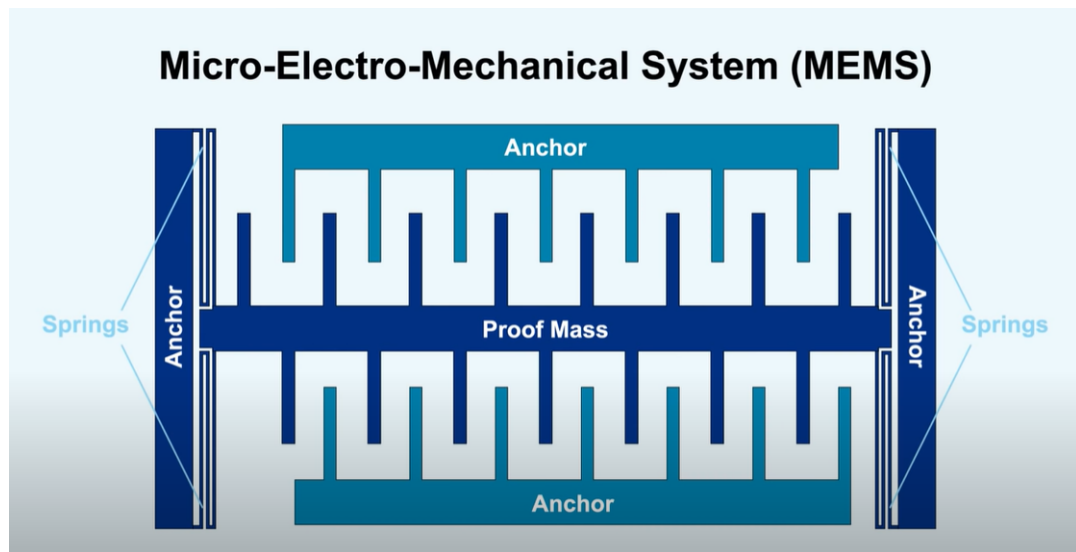 Micro-Electro-Mechanical System (MEMS)
Anchor
Springs
Anchor
Proof Mass
Anchor
Springs
Anchor